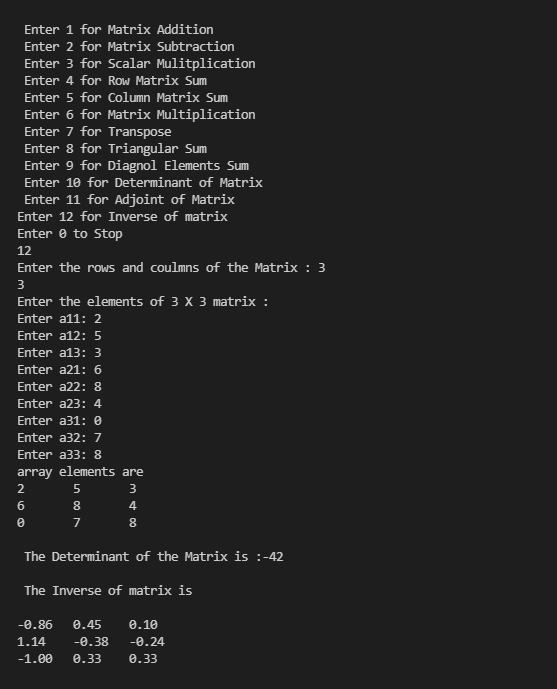 Enter 1 for Matrix Addition
Enter 2 for Matrix Subtraction
Enter 3 for Scalar Mulitplication
Enter 4 for Row Matrix Sum
Enter 5 for Column Matrix Sum
Enter 6 for Matrix Multiplication
Enter 7 for Transpose
Enter 8 for Triangular Sum
Enter 9 for Diagnol Elements Sum
Enter 10 for Determinant of Matrix
Enter 11 for Adjoint of Matrix
Enter 12 for Inverse of matrix
Enter 0 to Stop
12
Enter the rows and coulmns of the Matrix : 3
3
Enter the elements of 3 X 3 matrix :
Enter a11: 2
Enter a12: 5
Enter a13: 3
Enter a21: 6
Enter a22: 8
Enter a23: 4
Enter a31: 0
Enter a32: 7
Enter a33: 8
array elements are
2 5 3
6 8 4
0 7 8
The Determinant of the Matrix is :-42
The Inverse of matrix is
-0.86 0.45 0.10
1.14 -0.38 -0.24
-1.00 0.33 0.33